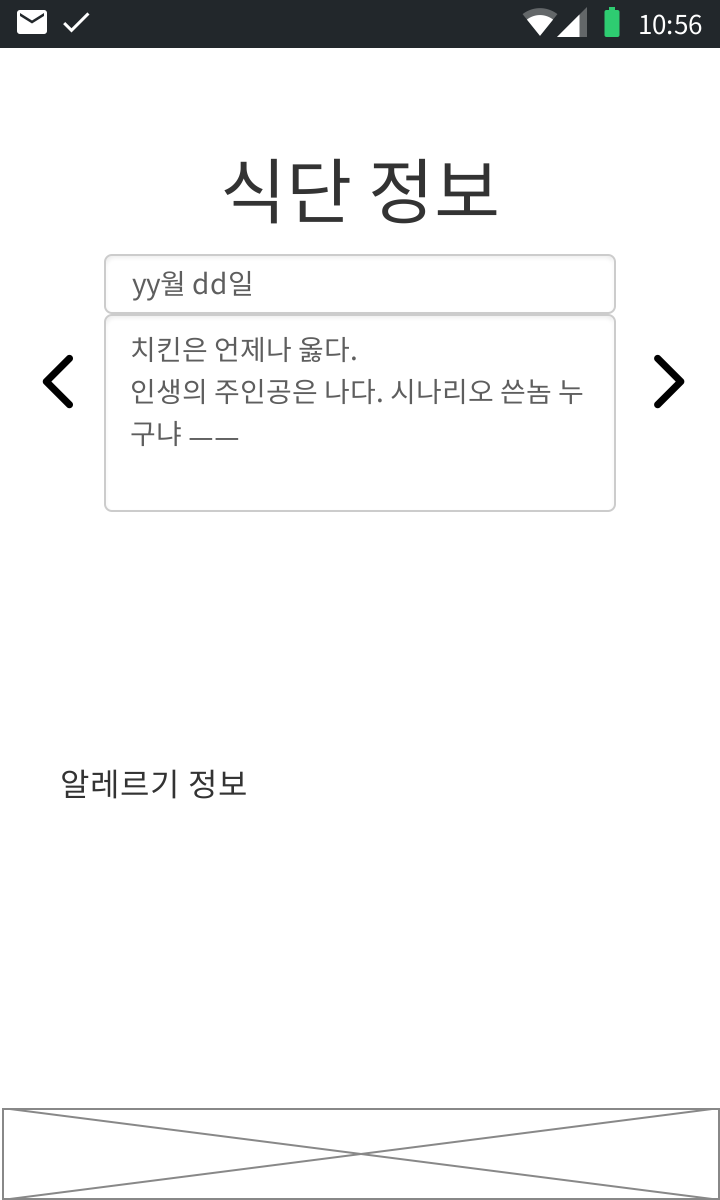 10:56
식단 정보
yy월 dd일
치킨은 언제나 옳다.
인생의 주인공은 나다. 시나리오 쓴놈 누
구냐 ㅡㅡ
알레르기 정보